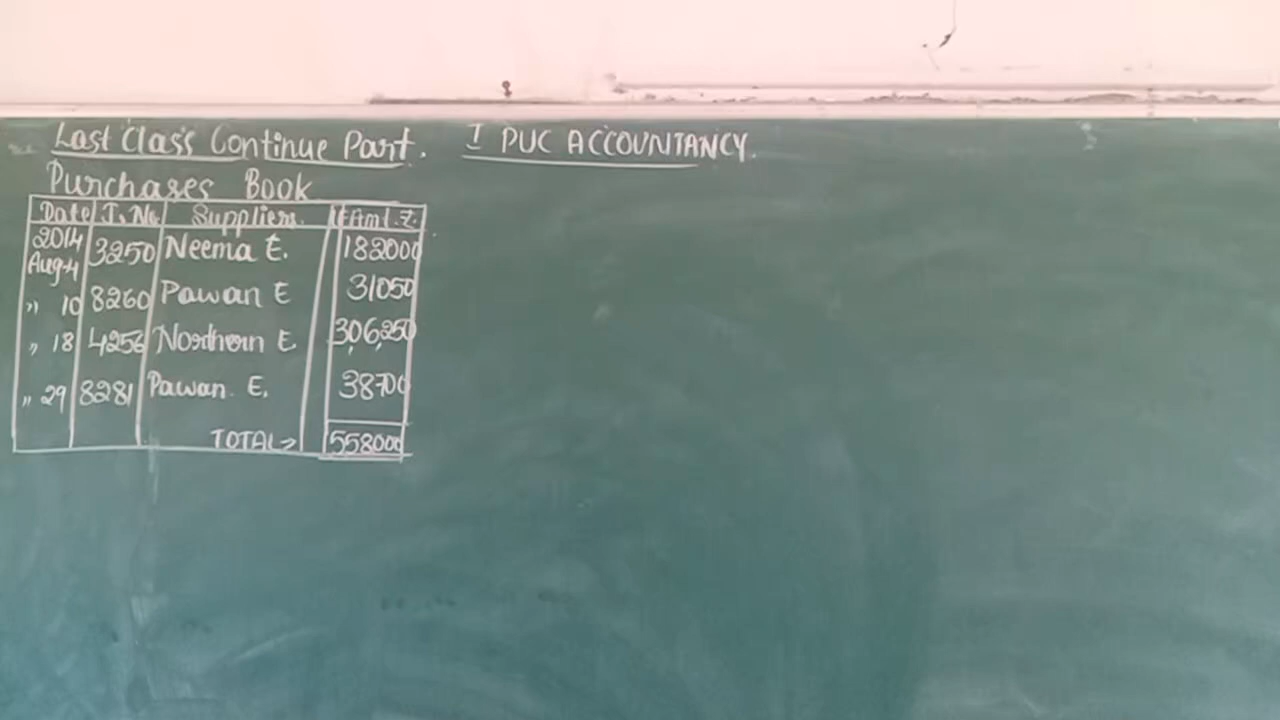 Last Class Continue Part. I PUC ACCOUNTANCY.
Purchases Book
Date I.No. Suppliers. Amt.₹.
2014
Aug-4 3250 Neema E. 182000
,, 10 8260 Pawan E 31050
,, 18 4256 Northern E. 306,250
,, 29 8281 Pawan. E. 38700
TOTAL→ 558000